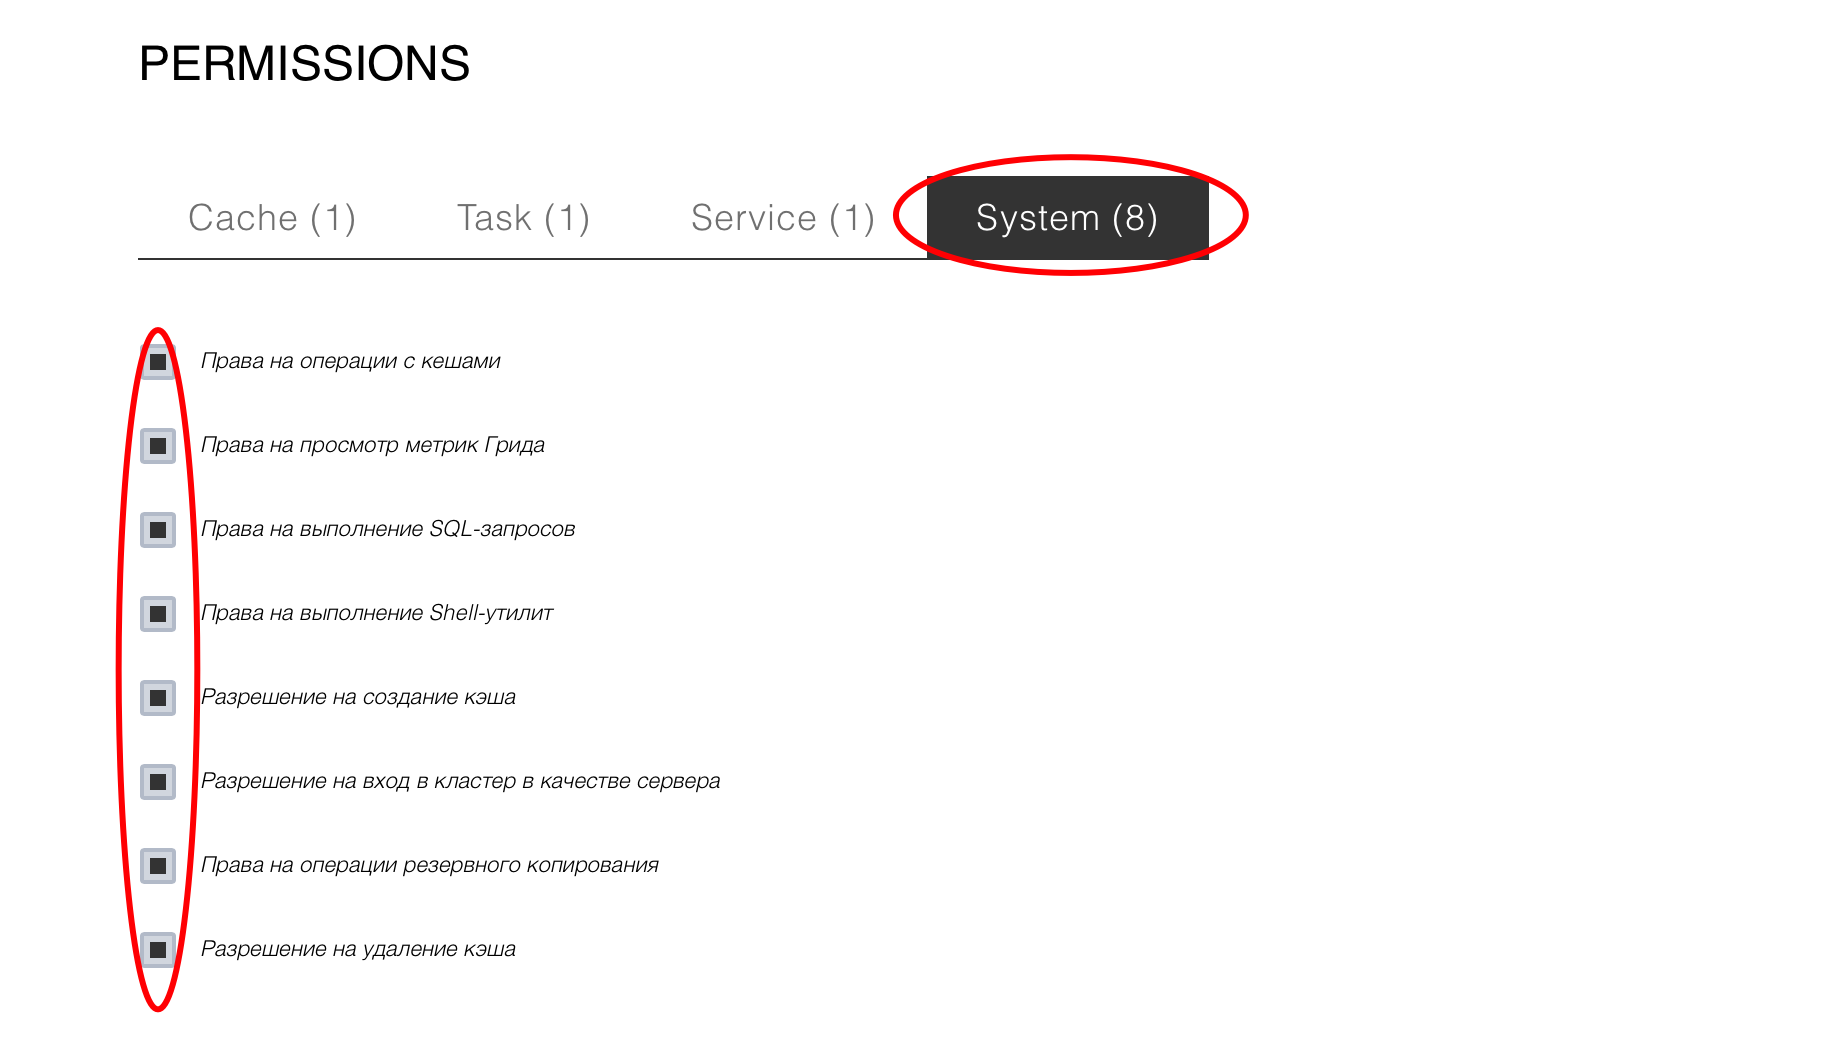 PERMISSIONS
Cache (1) Task (1) Service (1) System (8)
Права на операции с кешами
Права на просмотр метрик Грида
Права на выполнение SQL-запросов
Права на выполнение Shell-утилит
Разрешение на создание кэша
Разрешение на вход в кластер в качестве сервера
Права на операции резервного копирования
Разрешение на удаление кэша